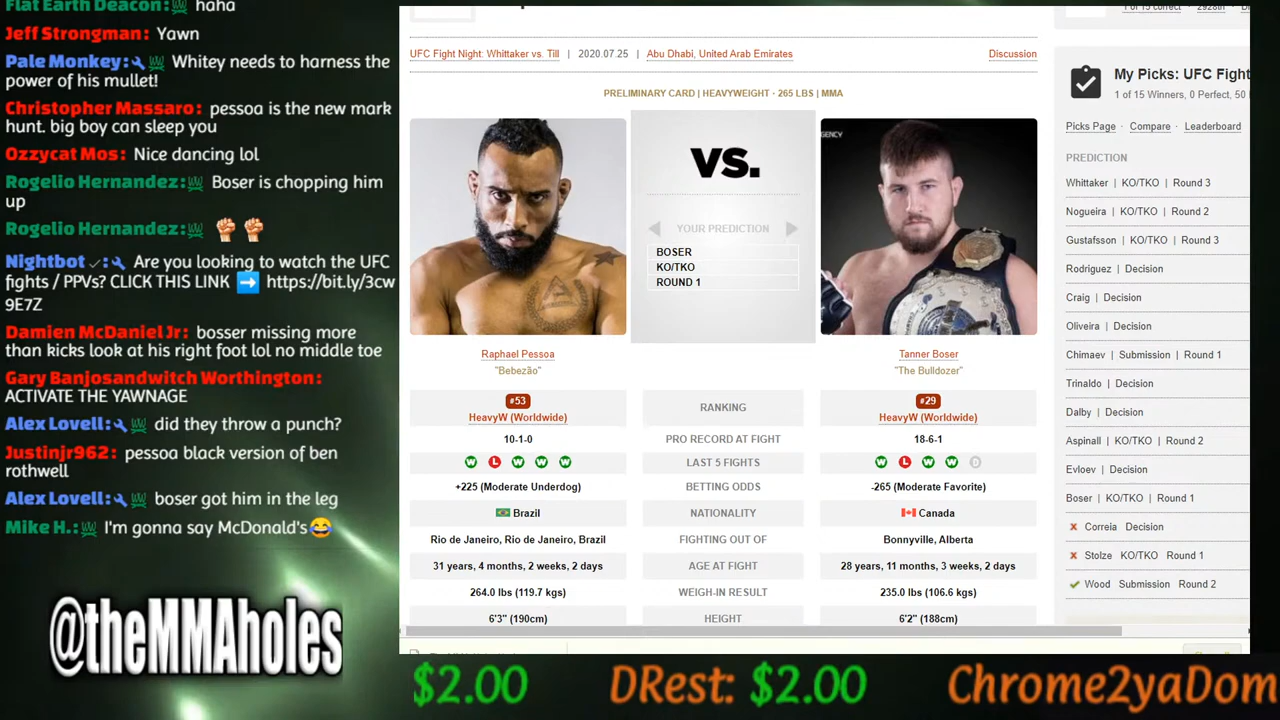 Flat Earth Deacon: haha
Jeff Strongman: Yawn
Pale Monkey: Whitey needs to harness the
power of his mullet!
Christopher Massaro: pessoa is the new mark
hunt. big boy can sleep you
Ozzycat Mos: Nice dancing lol
Rogelio Hernandez: Boser is chopping him
up
Rogelio Hernandez:
Nightbot: Are you looking to watch the UFC
fights / PPVs? CLICK THIS LINK https://bit.ly/3cw
9E7Z
Damien McDaniel Jr: bosser missing more
than kicks look at his right foot lol no middle toe
Gary Banjosandwitch Worthington:
ACTIVATE THE YAWNAGE
Alex Lovell: did they throw a punch?
Justinjr962: pessoa black version of ben
rothwell
Alex Lovell: boser got him in the leg
Mike H.: I'm gonna say McDonald's
@theMMAholes
UFC Fight Night: Whittaker vs. Till | 2020.07.25 | Abu Dhabi, United Arab Emirates Discussion
PRELIMINARY CARD | HEAVYWEIGHT · 265 LBS | MMA
GENCY
VS.
YOUR PREDICTION
BOSER
KO/TKO
ROUND 1
Raphael Pessoa Tanner Boser
"Bebezão" "The Bulldozer"
#53 RANKING #29
HeavyW (Worldwide) HeavyW (Worldwide)
10-1-0 PRO RECORD AT FIGHT 18-6-1
W L W W W LAST 5 FIGHTS W L W W D
+225 (Moderate Underdog) BETTING ODDS -265 (Moderate Favorite)
Brazil NATIONALITY Canada
Rio de Janeiro, Rio de Janeiro, Brazil FIGHTING OUT OF Bonnyville, Alberta
31 years, 4 months, 2 weeks, 2 days AGE AT FIGHT 28 years, 11 months, 3 weeks, 2 days
264.0 lbs (119.7 kgs) WEIGH-IN RESULT 235.0 lbs (106.6 kgs)
6'3" (190cm) HEIGHT 6'2" (188cm)
1 of 15 correct 2928th
My Picks: UFC Fight
1 of 15 Winners, 0 Perfect, 50
Picks Page | Compare | Leaderboard
PREDICTION
Whittaker | KO/TKO | Round 3
Nogueira | KO/TKO | Round 2
Gustafsson | KO/TKO | Round 3
Rodriguez | Decision
Craig | Decision
Oliveira | Decision
Chimaev | Submission | Round 1
Trinaldo | Decision
Dalby | Decision
Aspinall | KO/TKO | Round 2
Evloev | Decision
Boser | KO/TKO | Round 1
Correia Decision
Stolze KO/TKO Round 1
Wood Submission Round 2
$2.00 DRest: $2.00 Chrome2yaDom